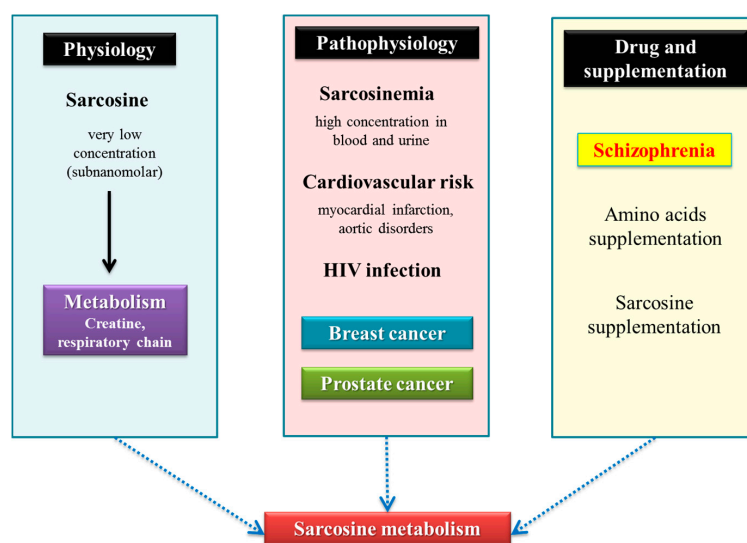 Physiology
Sarcosine
very low
concentration
(subnanomolar)
Metabolism
Creatine,
respiratory chain
Pathophysiology
Sarcosinemia
high concentration in
blood and urine
Cardiovascular risk
myocardial infarction,
aortic disorders
HIV infection
Breast cancer
Prostate cancer
Drug and
supplementation
Schizophrenia
Amino acids
supplementation
Sarcosine
supplementation
Sarcosine metabolism